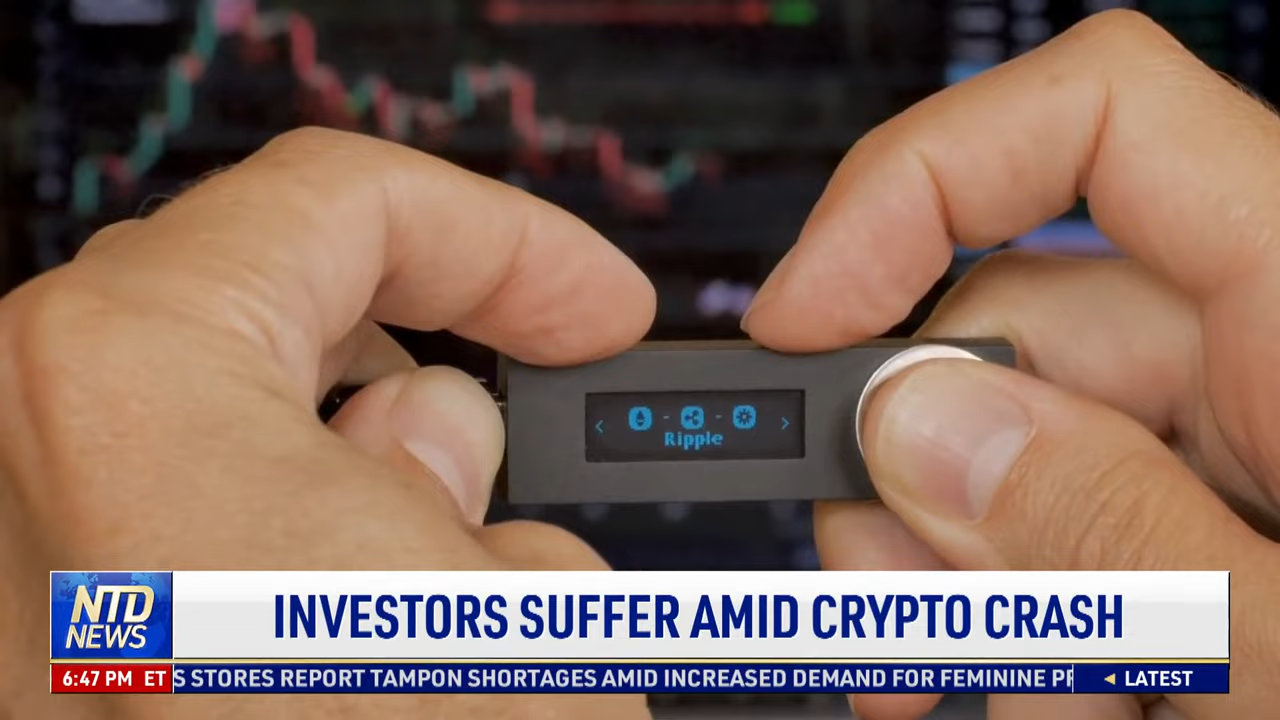 Ripple
NTD
NEWS
INVESTORS SUFFER AMID CRYPTO CRASH
6:47 PM ET
STORES REPORT TAMPON SHORTAGES AMID INCREASED DEMAND FOR FEMININE
LATEST